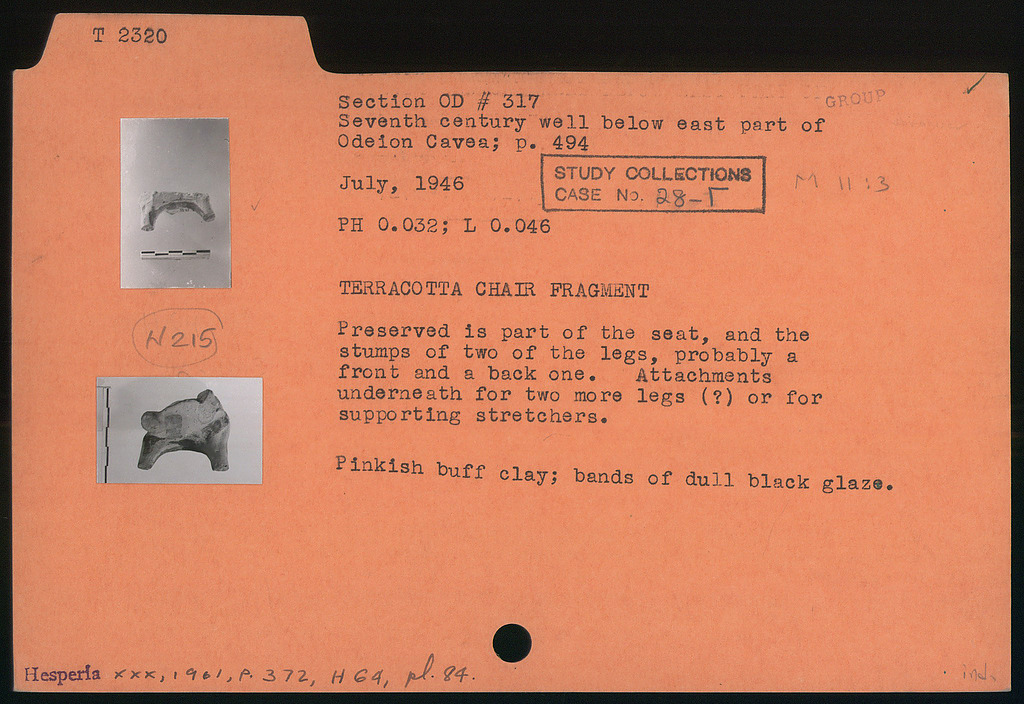 T 2320
GROUP
Section OD # 317
Seventh century well below east part of
Odeion Cavea; p. 494
STUDY COLLECTIONS
CASE No. 28-Γ
July, 1946
M 11:3
PH 0.032; L 0.046
TERRACOTTA CHAIR FRAGMENT
N215
Preserved is part of the seat, and the
stumps of two of the legs, probably a
front and a back one. Attachments
underneath for two more legs (?) or for
supporting stretchers.
Pinkish buff clay; bands of dull black glaze.
Hesperia XXX, 1961, P. 372, H 64, pl. 84.
ind.